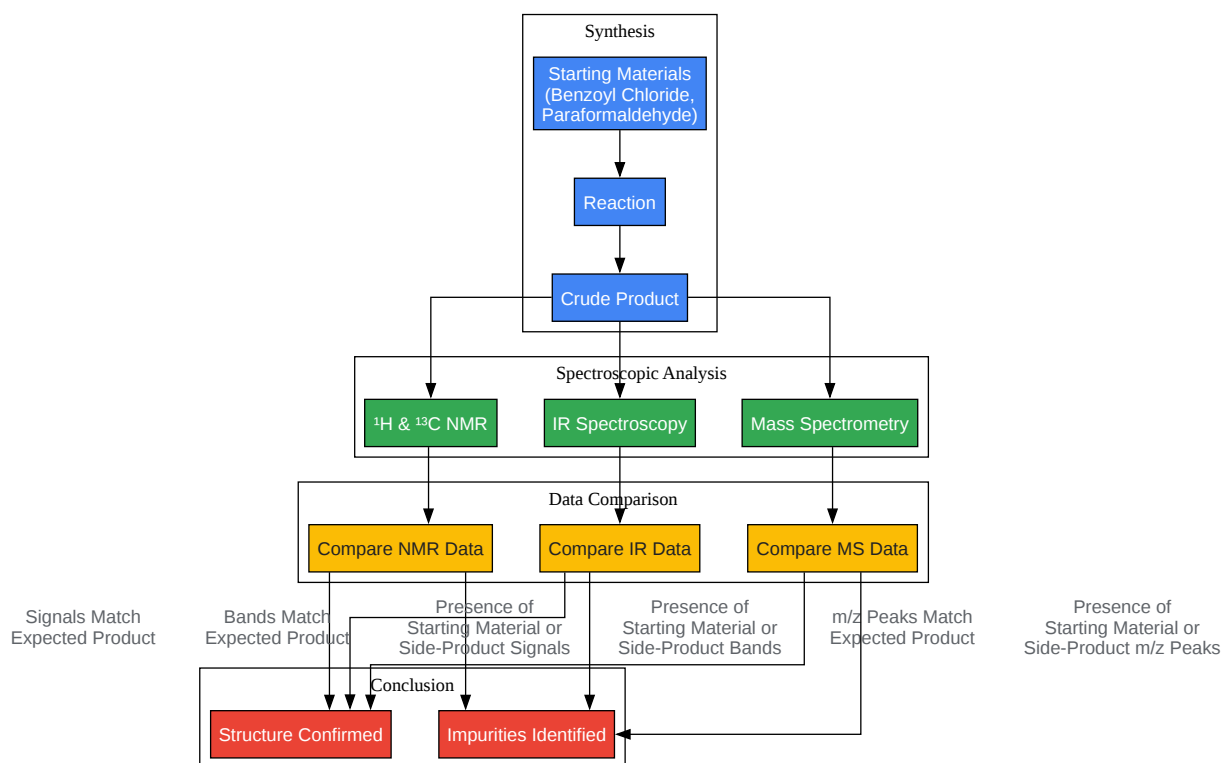 Synthesis
Starting Materials
(Benzoyl Chloride,
Paraformaldehyde)
Reaction
Crude Product
Spectroscopic Analysis
¹H & ¹³C NMR
IR Spectroscopy
Mass Spectrometry
Data Comparison
Compare NMR Data
Compare IR Data
Compare MS Data
Signals Match
Expected Product
Bands Match
Expected Product
Presence of
Starting Material or
Side-Product Signals
Presence of
Starting Material or
Side-Product Bands
m/z Peaks Match
Expected Product
Presence of
Starting Material or
Side-Product m/z Peaks
Conclusion
Structure Confirmed
Impurities Identified